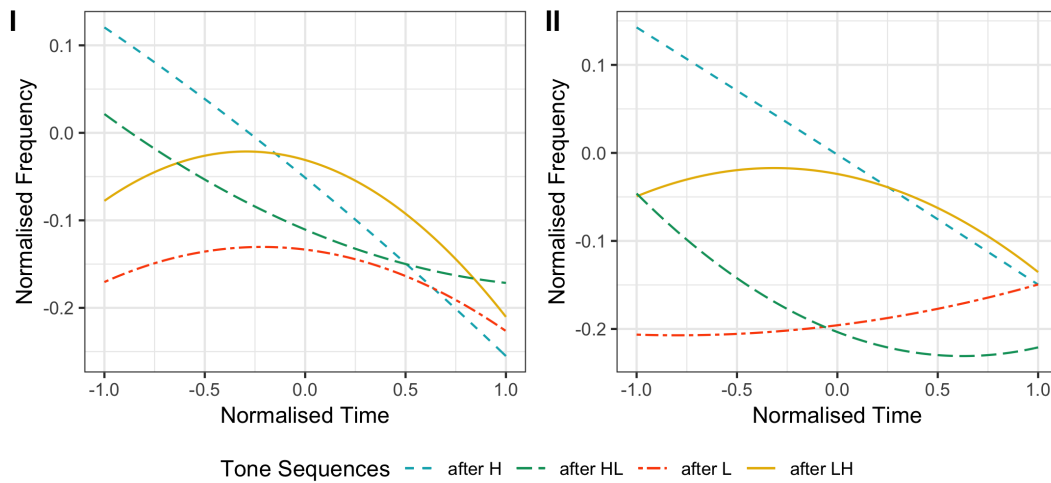 I
II
Normalised Frequency
0.1
0.0
-0.1
-0.2
-1.0 -0.5 0.0 0.5 1.0
Normalised Time
Normalised Frequency
0.1
0.0
-0.1
-0.2
-1.0 -0.5 0.0 0.5 1.0
Normalised Time
Tone Sequences after H after HL after L after LH